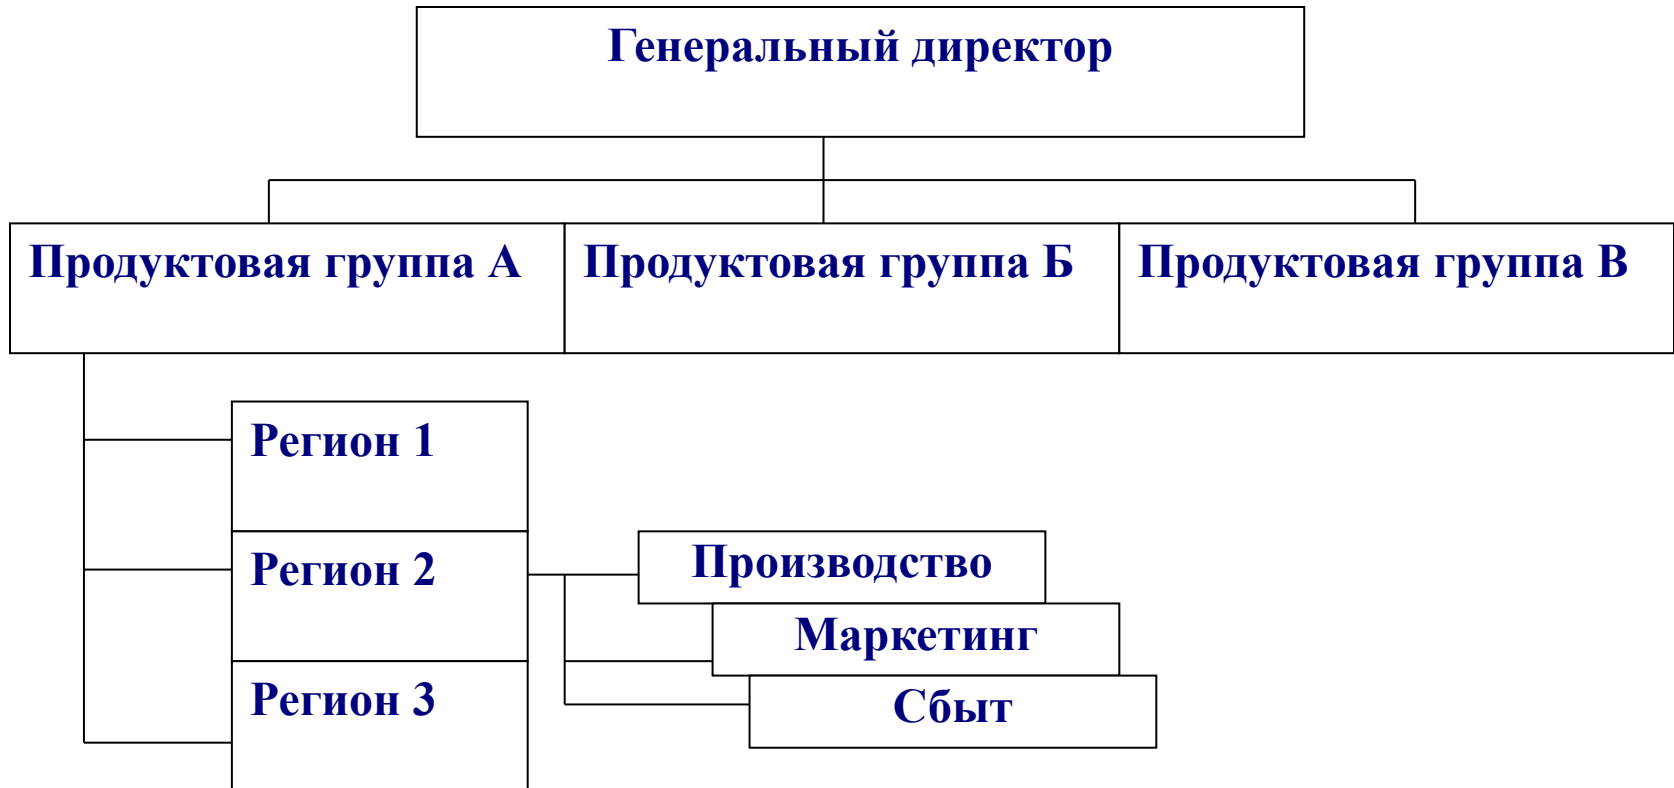 Генеральный директор
Продуктовая группа А
Продуктовая группа Б
Продуктовая группа В
Регион 1
Регион 2
Регион 3
Производство
Маркетинг
Сбыт